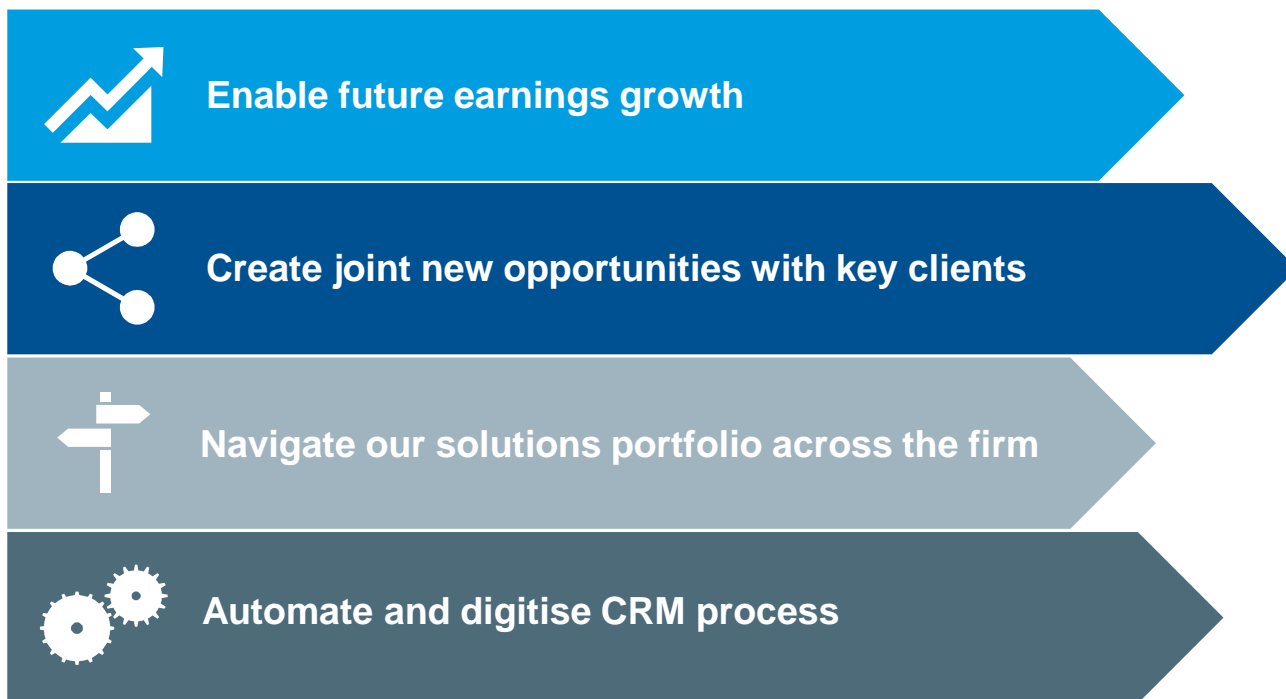 Enable future earnings growth
Create joint new opportunities with key clients
Navigate our solutions portfolio across the firm
Automate and digitise CRM process